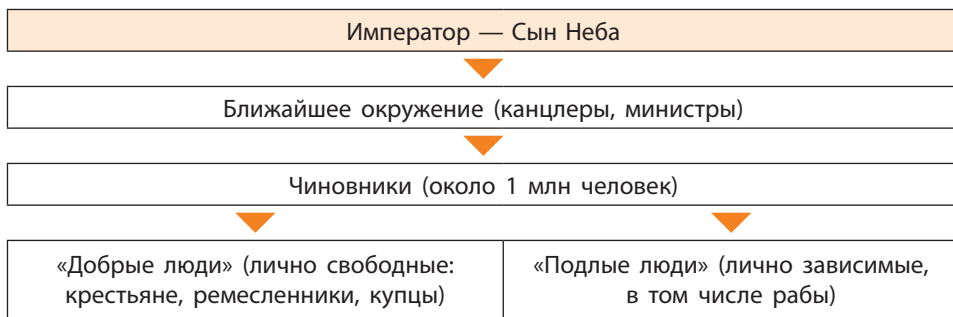 Император — Сын Неба
Ближайшее окружение (канцлеры, министры)
Чиновники (около 1 млн человек)
«Добрые люди» (лично свободные:
крестьяне, ремесленники, купцы)
«Подлые люди» (лично зависимые,
в том числе рабы)